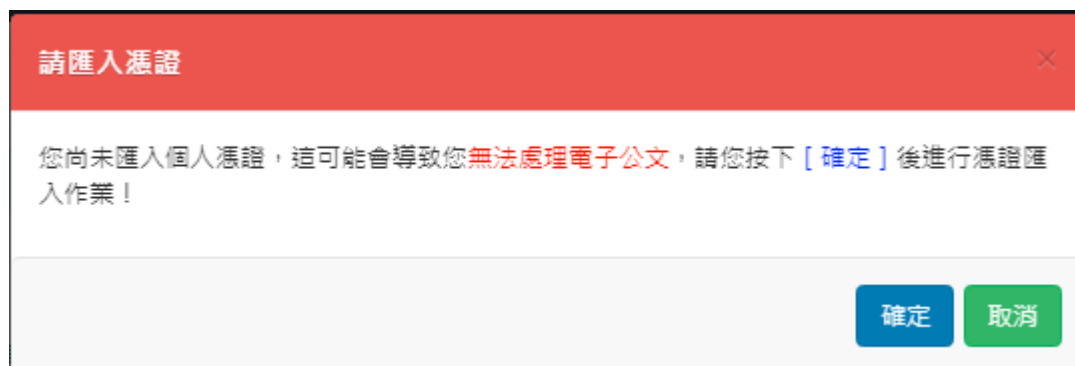 請匯入憑證
×
您尚未匯入個人憑證，這可能會導致您無法處理電子公文，請您按下 [ 確定 ] 後進行憑證匯
入作業！
確定
取消